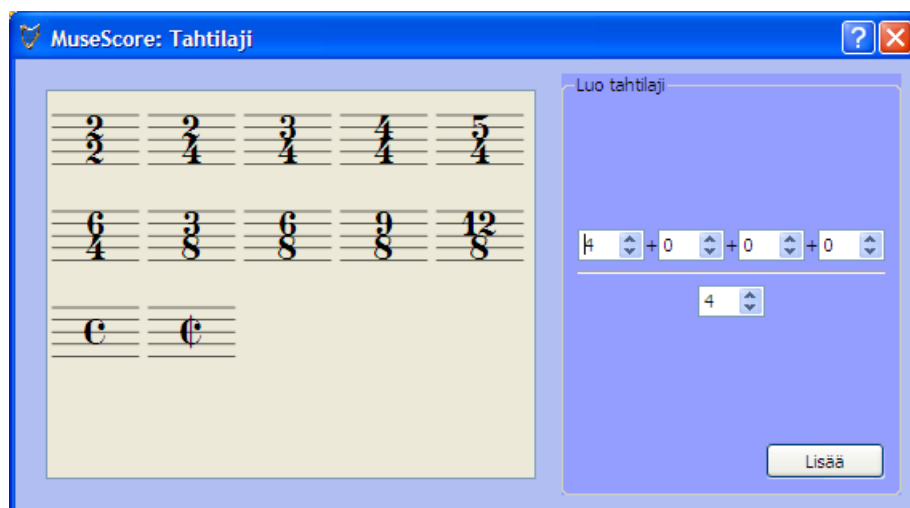 MuseScore: Tahtilaji
2 2 3 4 5
2 4 4 4 4
6 3 6 9 12
4 8 8 8 8
Luo tahtilaji
4 + 0 + 0 + 0
4
Lisää